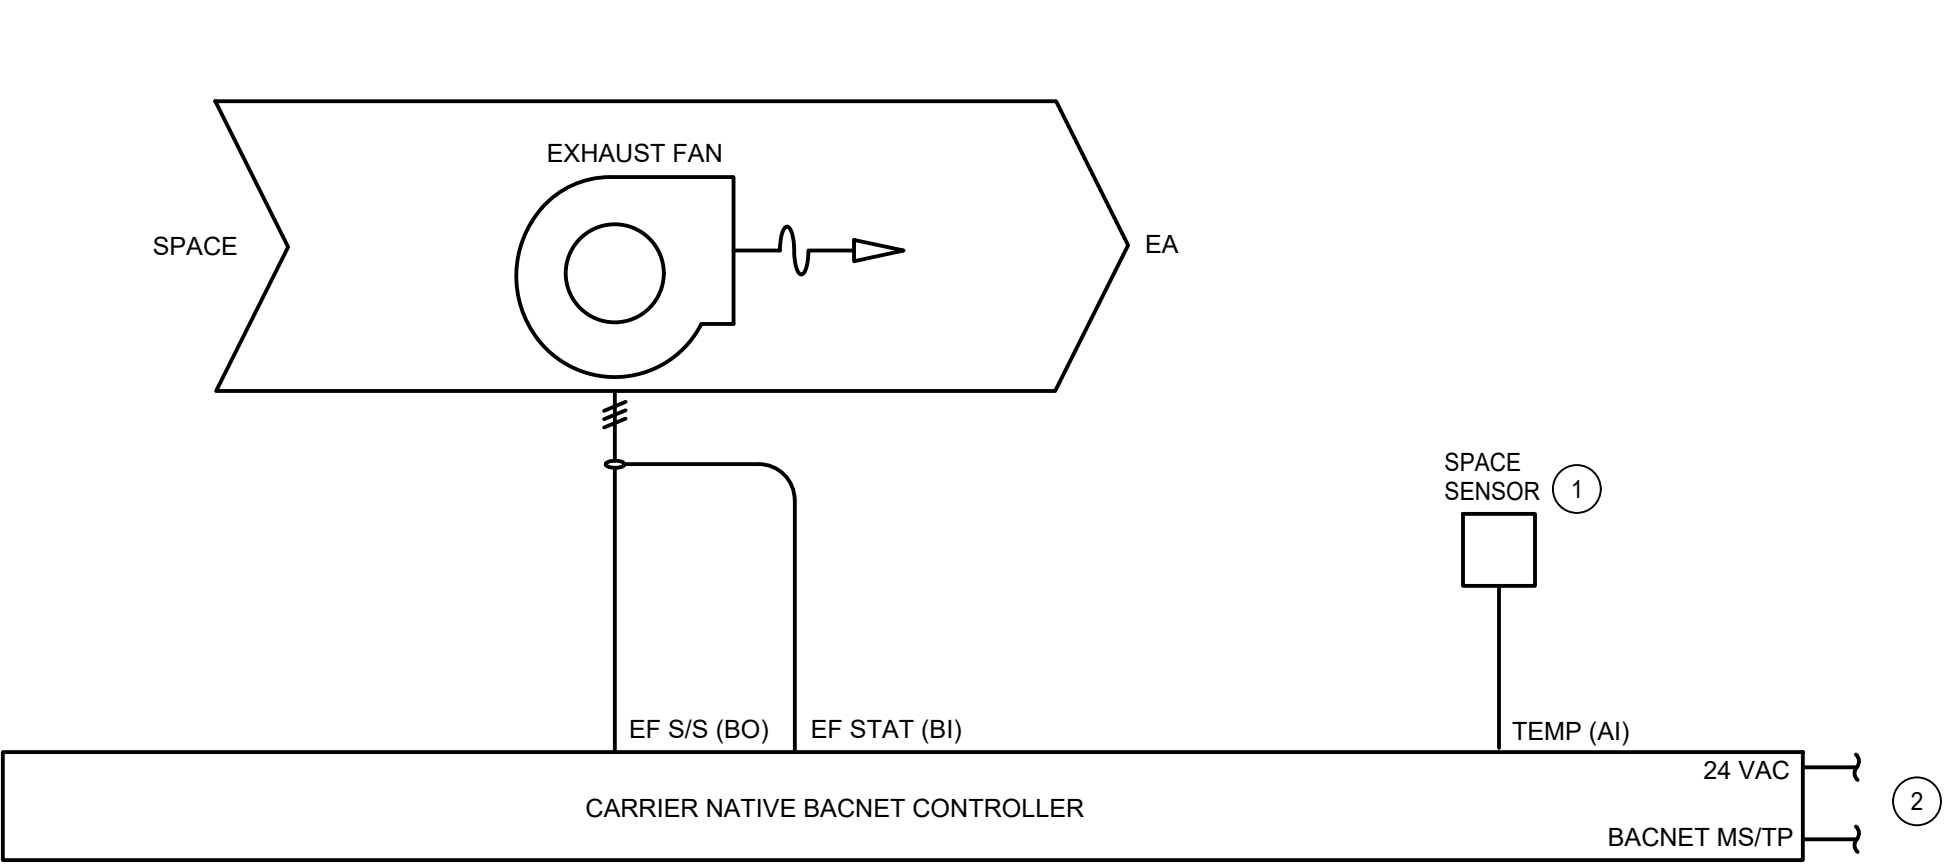 EXHAUST FAN
SPACE
EA
SPACE
SENSOR
1
EF S/S (BO)
EF STAT (BI)
TEMP (AI)
24 VAC
CARRIER NATIVE BACNET CONTROLLER
2
BACNET MS/TP